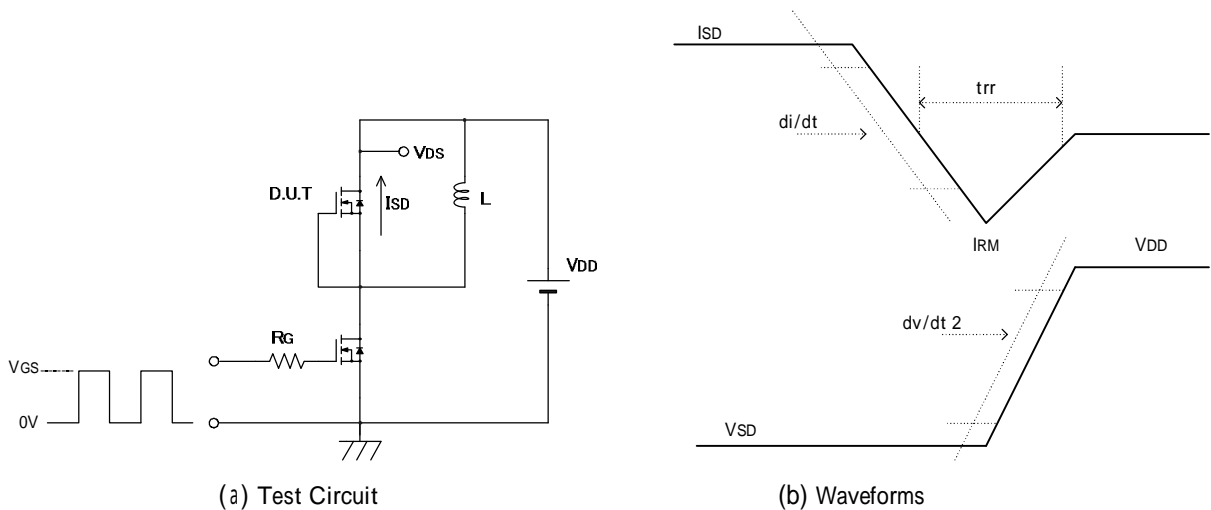 VDS
D.U.T
ISD
L
VDD
RG
VGS
0V
(a) Test Circuit
ISD
trr
di/dt
IRM
VDD
dv/dt 2
VSD
(b) Waveforms